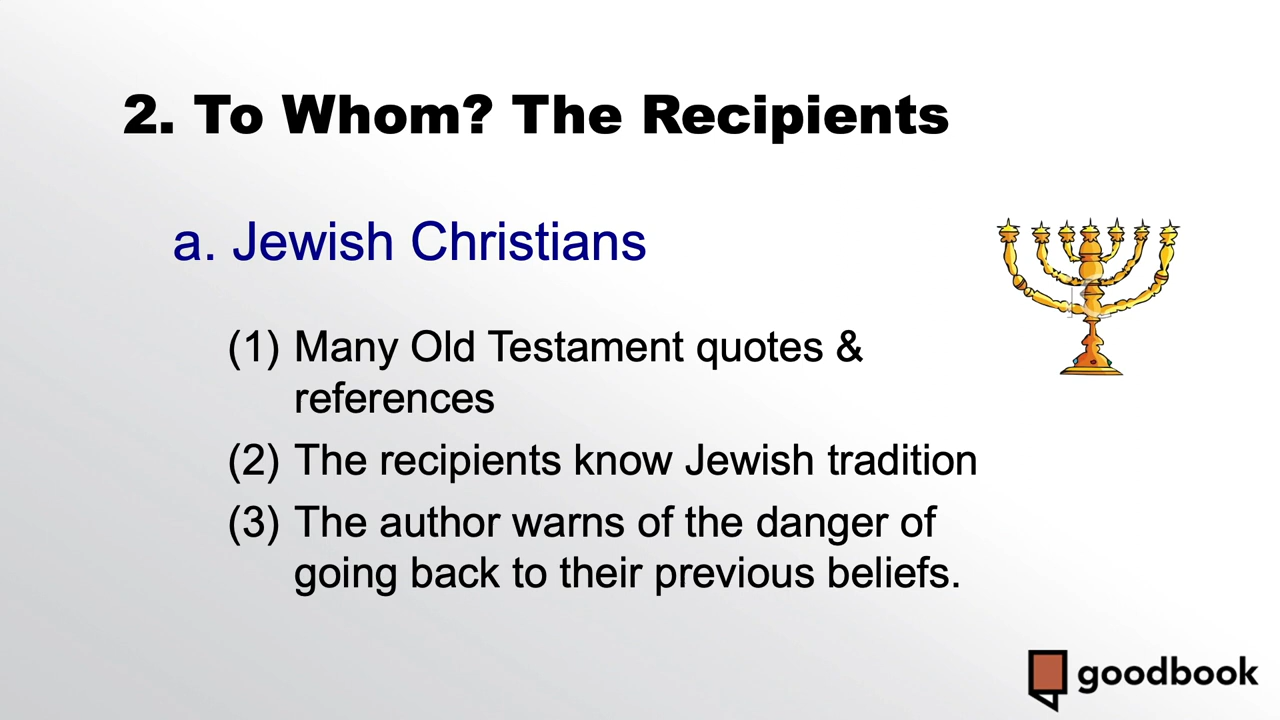 2. To Whom? The Recipients
a. Jewish Christians
(1) Many Old Testament quotes &
references
(2) The recipients know Jewish tradition
(3) The author warns of the danger of
going back to their previous beliefs.
goodbook